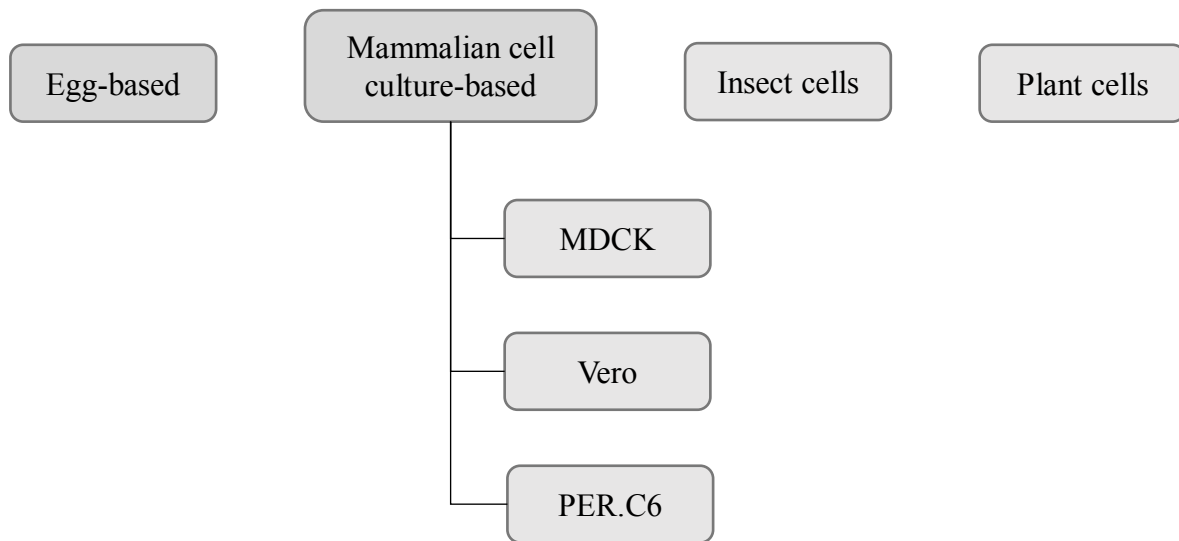 Egg-based
Mammalian cell
culture-based
Insect cells
Plant cells
MDCK
Vero
PER.C6